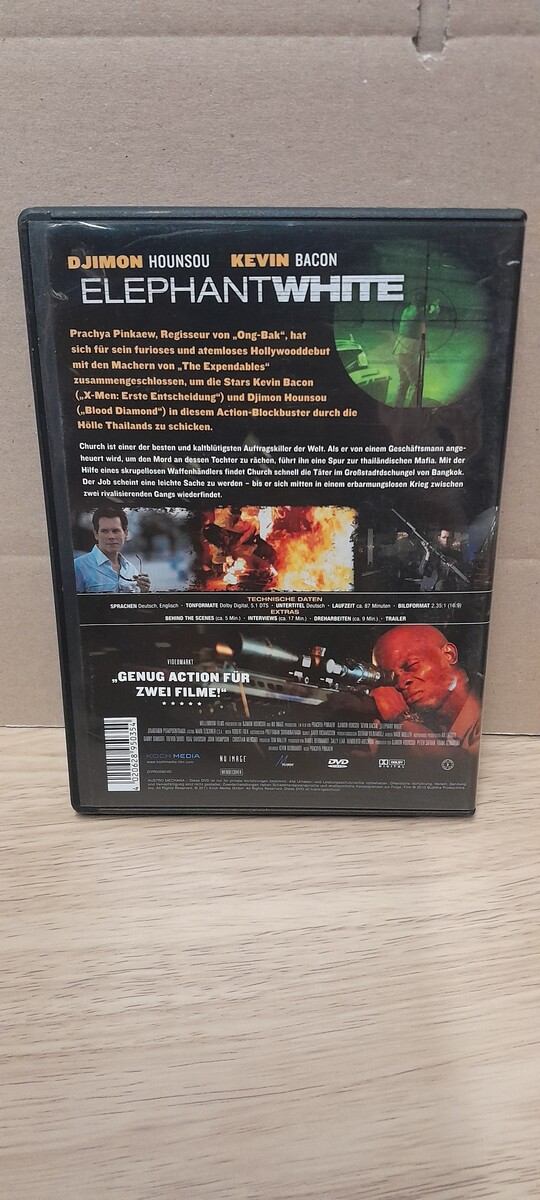 DJIMON HOUNSOU KEVIN BACON
ELEPHANTWHITE
Prachya Pinkaew, Regisseur von „Ong-Bak“, hat
sich für sein furioses und atemloses Hollywooddebut
mit den Machern von „The Expendables“
zusammengeschlossen, um die Stars Kevin Bacon
(„X-Men: Erste Entscheidung“) und Djimon Hounsou
(„Blood Diamond“) in diesem Action-Blockbuster durch die
Hölle Thailands zu schicken.
Church ist einer der besten und kaltblütigsten Auftragskiller der Welt. Als er von einem Geschäftsmann ange-
heuert wird, um den Mord an dessen Tochter zu rächen, führt ihn eine Spur zur thailändischen Mafia. Mit der
Hilfe eines skrupellosen Waffenhändlers findet Church schnell die Täter im Großstadtdschungel von Bangkok.
Der Job scheint eine leichte Sache zu werden – bis er sich mitten in einem erbarmungslosen Krieg zwischen
zwei rivalisierenden Gangs wiederfindet.
TECHNISCHE DATEN
SPRACHEN Deutsch, Englisch · TONFORMATE Dolby Digital, 5.1 DTS · UNTERTITEL Deutsch · LAUFZEIT ca. 87 Minuten · BILDFORMAT 2.35:1 (16:9)
EXTRAS
BEHIND THE SCENES (ca. 5 Min.) · INTERVIEWS (ca. 17 Min.) · DREHARBEITEN (ca. 9 Min.) · TRAILER
VIDEOMARKT
„GENUG ACTION FÜR
ZWEI FILME!“
★★★★★
4 020628 950354
KOCH MEDIA
NU IMAGE
DVD
DOLBY